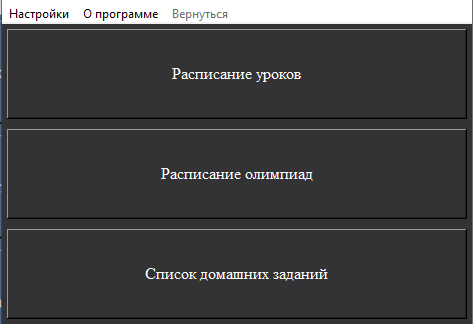 Настройки О программе Вернуться
Расписание уроков
Расписание олимпиад
Список домашних заданий